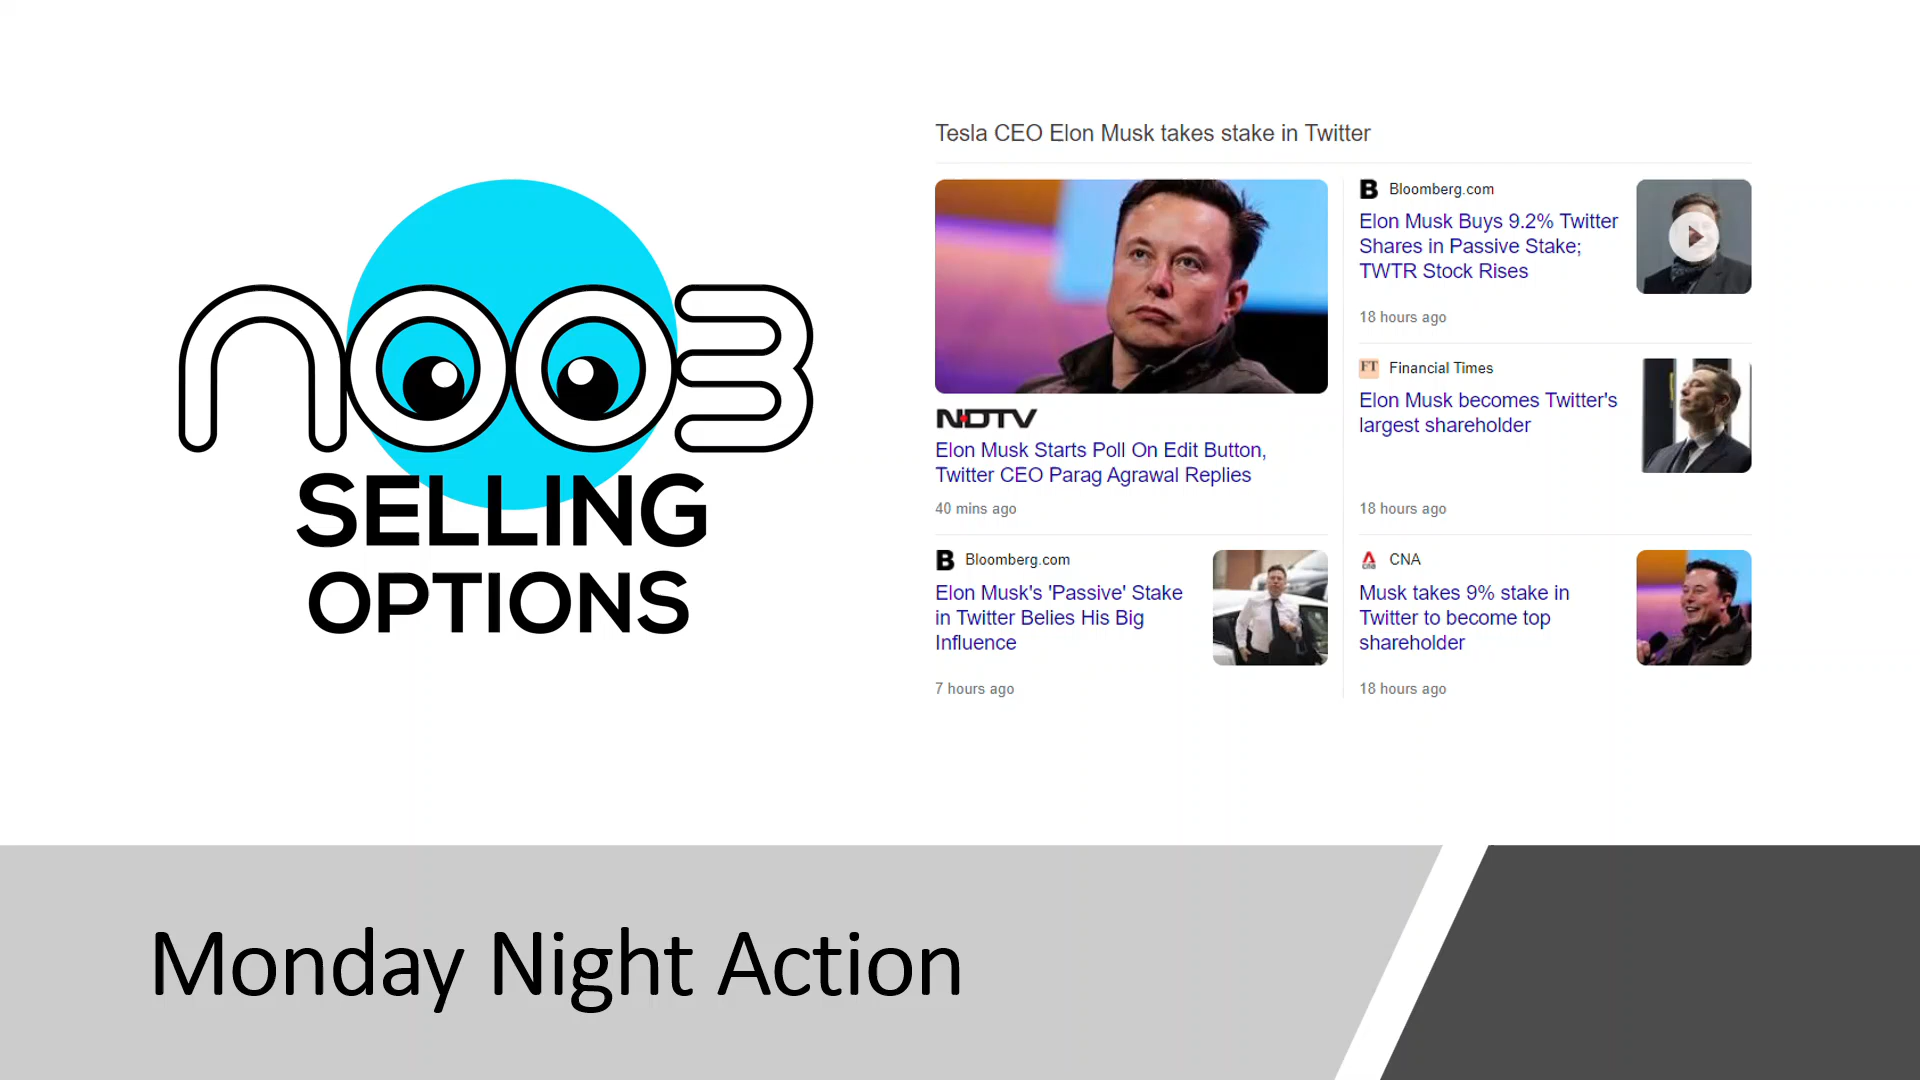 noob
SELLING
OPTIONS
Tesla CEO Elon Musk takes stake in Twitter
NDTV
Elon Musk Starts Poll On Edit Button,
Twitter CEO Parag Agrawal Replies
40 mins ago
B Bloomberg.com
Elon Musk's 'Passive' Stake
in Twitter Belies His Big
Influence
7 hours ago
B Bloomberg.com
Elon Musk Buys 9.2% Twitter
Shares in Passive Stake;
TWTR Stock Rises
18 hours ago
FT Financial Times
Elon Musk becomes Twitter's
largest shareholder
18 hours ago
cna CNA
Musk takes 9% stake in
Twitter to become top
shareholder
18 hours ago
Monday Night Action